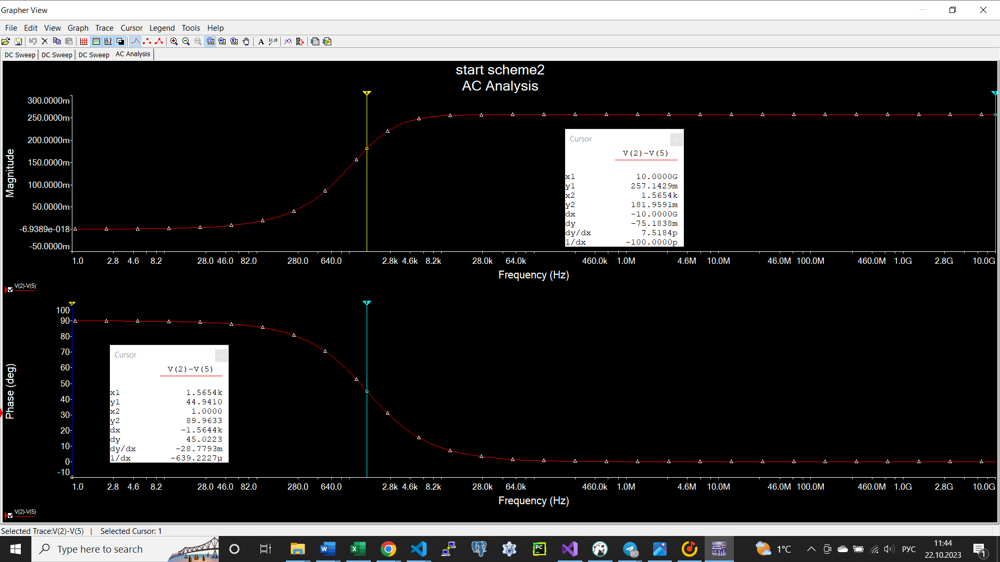 Grapher View
File Edit View Graph Trace Cursor Legend Tools Help
DC Sweep DC Sweep DC Sweep AC Analysis
start scheme2
AC Analysis
300.0000m
250.0000m
200.0000m
150.0000m
100.0000m
50.0000m
-6.9389e-018
-50.0000m
Magnitude
1.0 2.8 4.6 8.2 28.0 46.0 82.0 280.0 640.0 2.8k 4.6k 8.2k 28.0k 64.0k 460.0k 1.0M 4.6M 10.0M 46.0M 100.0M 460.0M 1.0G 2.8G 10.0G
Frequency (Hz)
V(2)-V(5)
Cursor
V(2)-V(5)
x1 10.0000G
y1 257.1429m
x2 1.5654k
y2 181.9591m
dx -10.0000G
dy -75.1838m
dy/dx 7.5184p
1/dx -100.0000p
100
90
80
70
60
50
40
30
20
10
0
-10
Phase (deg)
Cursor
V(2)-V(5)
x1 1.5654k
y1 44.9410
x2 1.0000
y2 89.9633
dx -1.5644k
dy 45.0223
dy/dx -28.7793m
1/dx -639.2227µ
1.0 2.8 4.6 8.2 28.0 46.0 82.0 280.0 640.0 2.8k 4.6k 8.2k 28.0k 64.0k 460.0k 1.0M 4.6M 10.0M 46.0M 100.0M 460.0M 1.0G 2.8G 10.0G
Frequency (Hz)
V(2)-V(5)
Selected Trace:V(2)-V(5) | Selected Cursor: 1
Type here to search
PC
80
1°C
РУС
11:44
22.10.2023
1